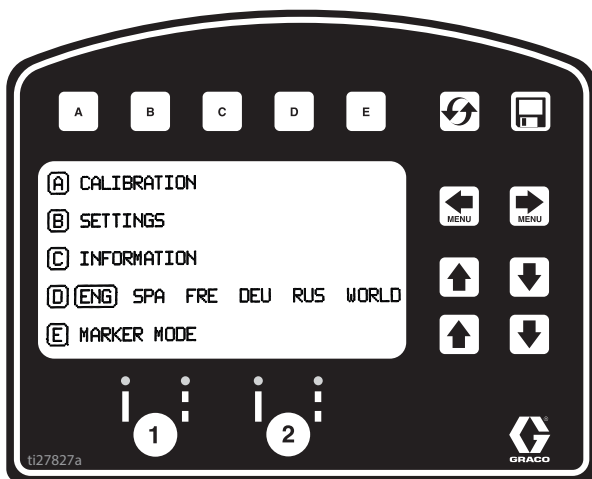 A B C D E
A CALIBRATION
MENU MENU
B SETTINGS
C INFORMATION
D ENG SPA FRE DEU RUS WORLD
E MARKER MODE
1 2
ti27827a
GRACO